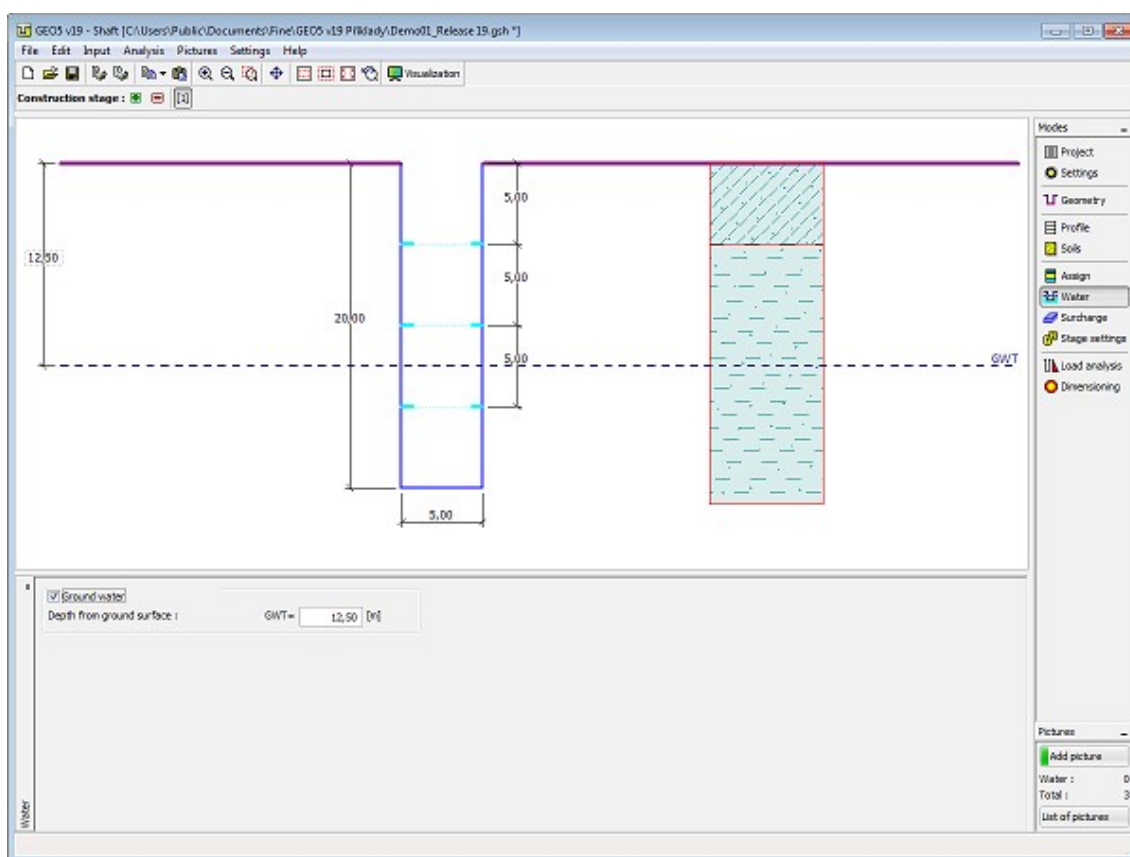 GEO5 v19 - Shaft [C:\Users\Public\Documents\Fine\GEO5 v19 Příklady\Demo01_Release 19.gsh *]
File Edit Input Analysis Pictures Settings Help
Visualization
Construction stage : [1]
12,50
20,00
5,00
5,00
5,00
GWT
5,00
Modes
Project
Settings
Geometry
Profile
Soils
Assign
Water
Surcharge
Stage settings
Load analysis
Dimensioning
Ground water
Depth from ground surface : GWT= 12,50 [m]
Water
Pictures
Add picture
Water : 0
Total : 3
List of pictures